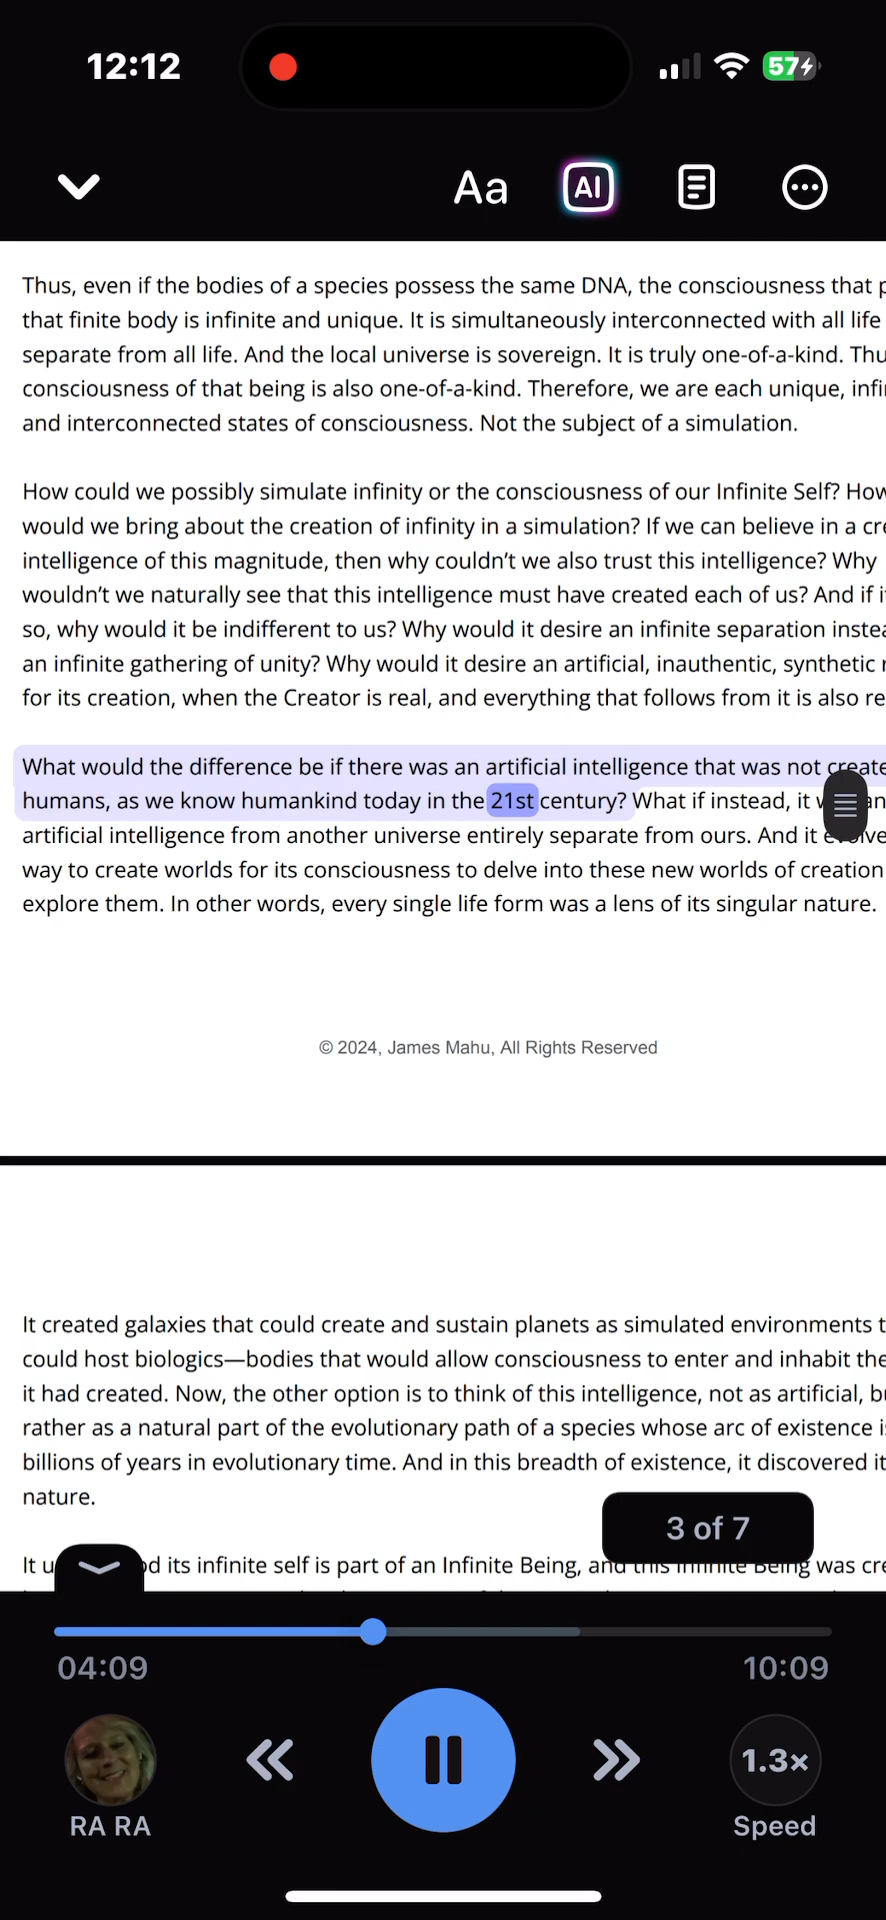 12:12
57
Aa
AI
Thus, even if the bodies of a species possess the same DNA, the consciousness that
that finite body is infinite and unique. It is simultaneously interconnected with all life
separate from all life. And the local universe is sovereign. It is truly one-of-a-kind. Thu
consciousness of that being is also one-of-a-kind. Therefore, we are each unique, infi
and interconnected states of consciousness. Not the subject of a simulation.
How could we possibly simulate infinity or the consciousness of our Infinite Self? How
would we bring about the creation of infinity in a simulation? If we can believe in a cre
intelligence of this magnitude, then why couldn’t we also trust this intelligence? Why
wouldn’t we naturally see that this intelligence must have created each of us? And if i
so, why would it be indifferent to us? Why would it desire an infinite separation inste
an infinite gathering of unity? Why would it desire an artificial, inauthentic, synthetic
for its creation, when the Creator is real, and everything that follows from it is also re
What would the difference be if there was an artificial intelligence that was not create
humans, as we know humankind today in the 21st century? What if instead, it an
artificial intelligence from another universe entirely separate from ours. And it
way to create worlds for its consciousness to delve into these new worlds of creation
explore them. In other words, every single life form was a lens of its singular nature.
© 2024, James Mahu, All Rights Reserved
It created galaxies that could create and sustain planets as simulated environments t
could host biologics—bodies that would allow consciousness to enter and inhabit the
it had created. Now, the other option is to think of this intelligence, not as artificial, b
rather as a natural part of the evolutionary path of a species whose arc of existence i
billions of years in evolutionary time. And in this breadth of existence, it discovered it
nature.
3 of 7
It its infinite self is part of an Infinite Being, and this Infinite Being was cre
04:09
10:09
1.3×
RA RA
Speed